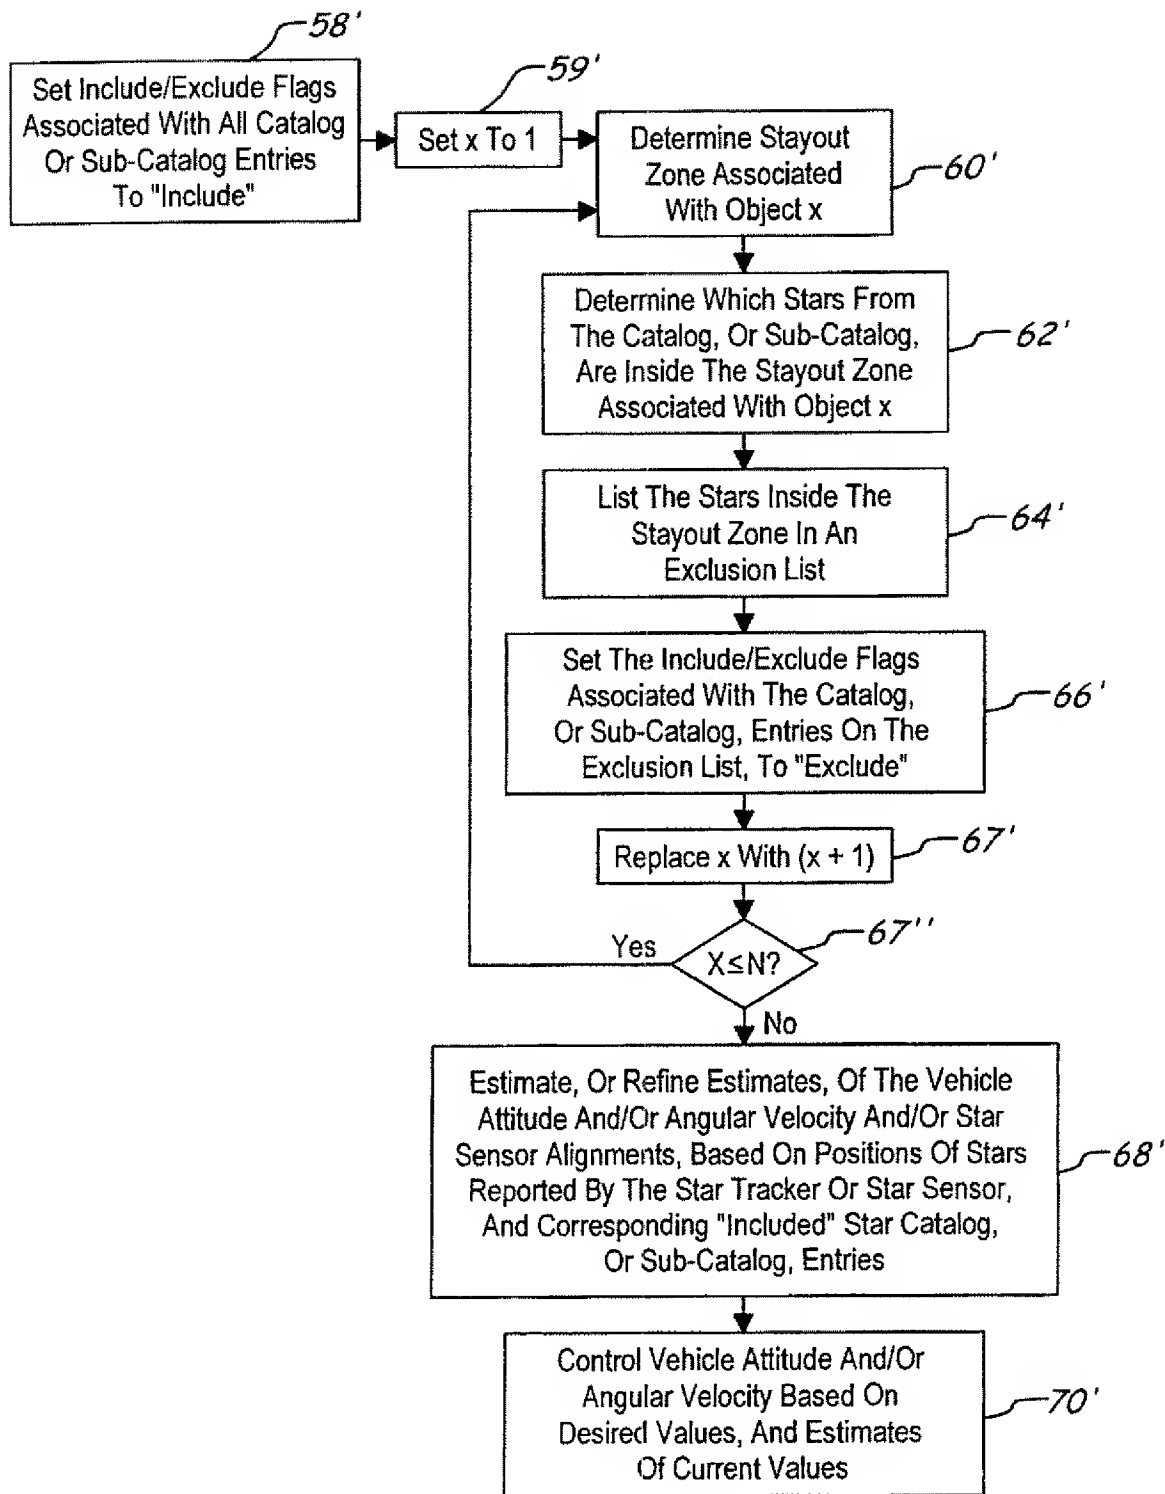 58'
Set Include/Exclude Flags
Associated With All Catalog
Or Sub-Catalog Entries
To "Include"
59'
Set x To 1
Determine Stayout
Zone Associated
With Object x
60'
Determine Which Stars From
The Catalog, Or Sub-Catalog,
Are Inside The Stayout Zone
Associated With Object x
62'
List The Stars Inside The
Stayout Zone In An
Exclusion List
64'
Set The Include/Exclude Flags
Associated With The Catalog,
Or Sub-Catalog, Entries On The
Exclusion List, To "Exclude"
66'
Replace x With (x + 1)
67'
X≤N?
67''
Yes
No
Estimate, Or Refine Estimates, Of The Vehicle
Attitude And/Or Angular Velocity And/Or Star
Sensor Alignments, Based On Positions Of Stars
Reported By The Star Tracker Or Star Sensor,
And Corresponding "Included" Star Catalog,
Or Sub-Catalog, Entries
68'
Control Vehicle Attitude And/Or
Angular Velocity Based On
Desired Values, And Estimates
Of Current Values
70'